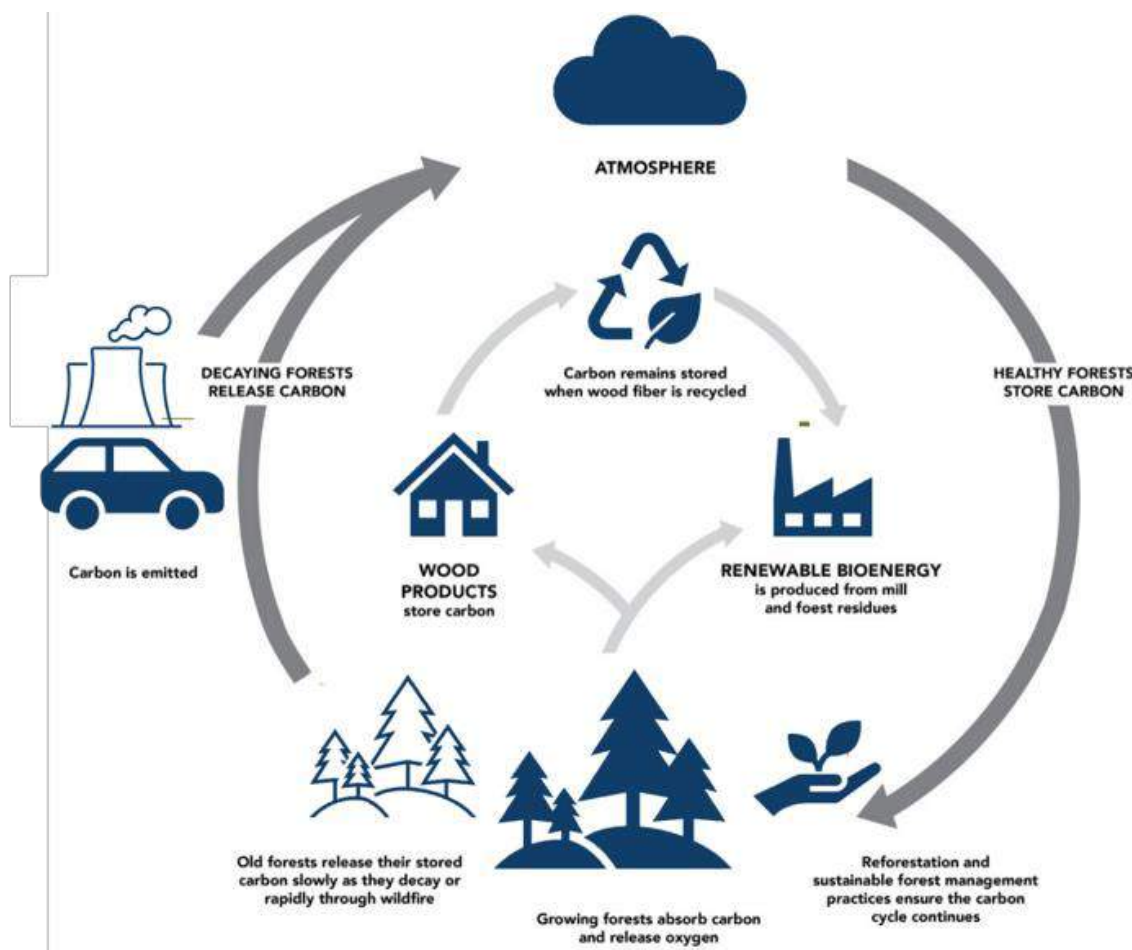 ATMOSPHERE
Carbon remains stored
when wood fiber is recycled
DECAYING FORESTS
RELEASE CARBON
HEALTHY FORESTS
STORE CARBON
Carbon is emitted
WOOD
PRODUCTS
store carbon
RENEWABLE BIOENERGY
is produced from mill
and foest residues
Old forests release their stored
carbon slowly as they decay or
rapidly through wildfire
Growing forests absorb carbon
and release oxygen
Reforestation and
sustainable forest management
practices ensure the carbon
cycle continues